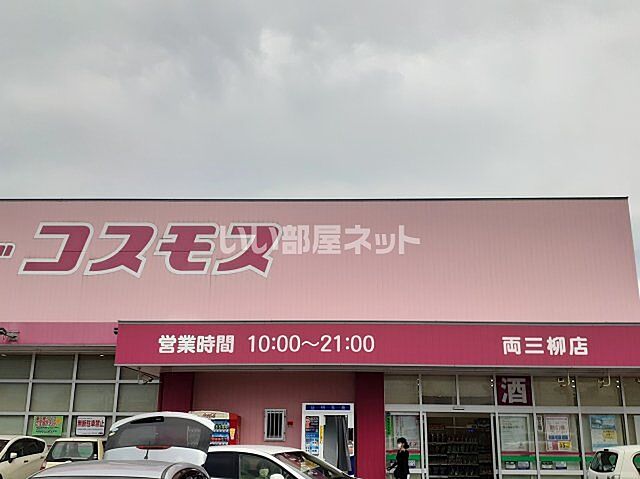 コスモス
いい部屋ネット
営業時間 10:00〜21:00
両三柳店
酒